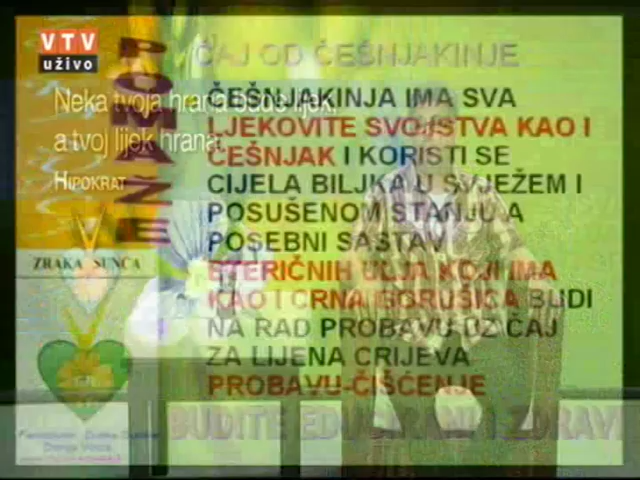 VTV
uživo
POZNANJE
ČAJ OD ČEŠNJAKINJE
Neka tvoja hrana bude lijek,
a tvoj lijek hrana.
HIPOKRAT
ČEŠNJAKINJA IMA SVA
LJEKOVITE SVOJSTVA KAO I
ČEŠNJAK I KORISTI SE
CIJELA BILJKA U SVJEŽEM I
POSUŠENOM STANJU A
POSEBNI SASTAV
ETERIČNIH ULJA KOJI IMA
KAO I CRNA GORUŠICA BUDI
NA RAD PROBAVU UZ ČAJ
ZA LIJENA CRIJEVA
PROBAVU-ČIŠĆENJE
ZRAKA SUNCA
BUDITE EDUCIRANI I ZDRAVI